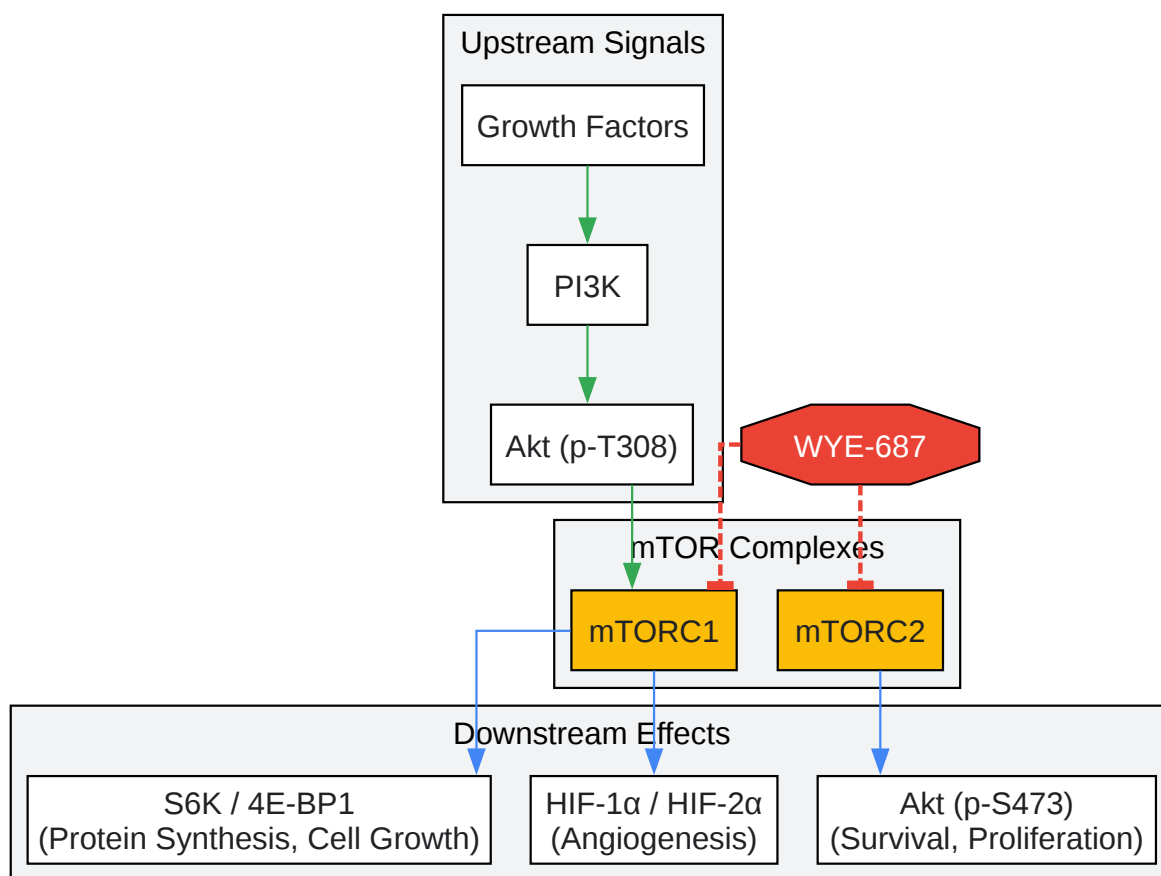 Upstream Signals
Growth Factors
PI3K
Akt (p-T308)
WYE-687
mTOR Complexes
mTORC1
mTORC2
Downstream Effects
S6K / 4E-BP1
(Protein Synthesis, Cell Growth)
HIF-1α / HIF-2α
(Angiogenesis)
Akt (p-S473)
(Survival, Proliferation)